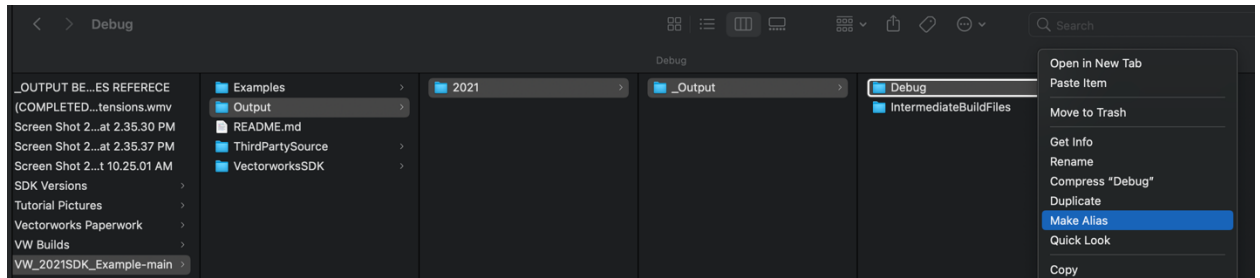 Debug
Search
Debug
_OUTPUT BE...ES REFERECE
(COMPLETED...tensions.wmv
Screen Shot 2...at 2.35.30 PM
Screen Shot 2...at 2.35.37 PM
Screen Shot 2...t 10.25.01 AM
SDK Versions
Tutorial Pictures
Vectorworks Paperwork
VW Builds
VW_2021SDK_Example-main
Examples
Output
README.md
ThirdPartySource
VectorworksSDK
2021
_Output
Debug
IntermediateBuildFiles
Open in New Tab
Paste Item
Move to Trash
Get Info
Rename
Compress “Debug”
Duplicate
Make Alias
Quick Look
Copy